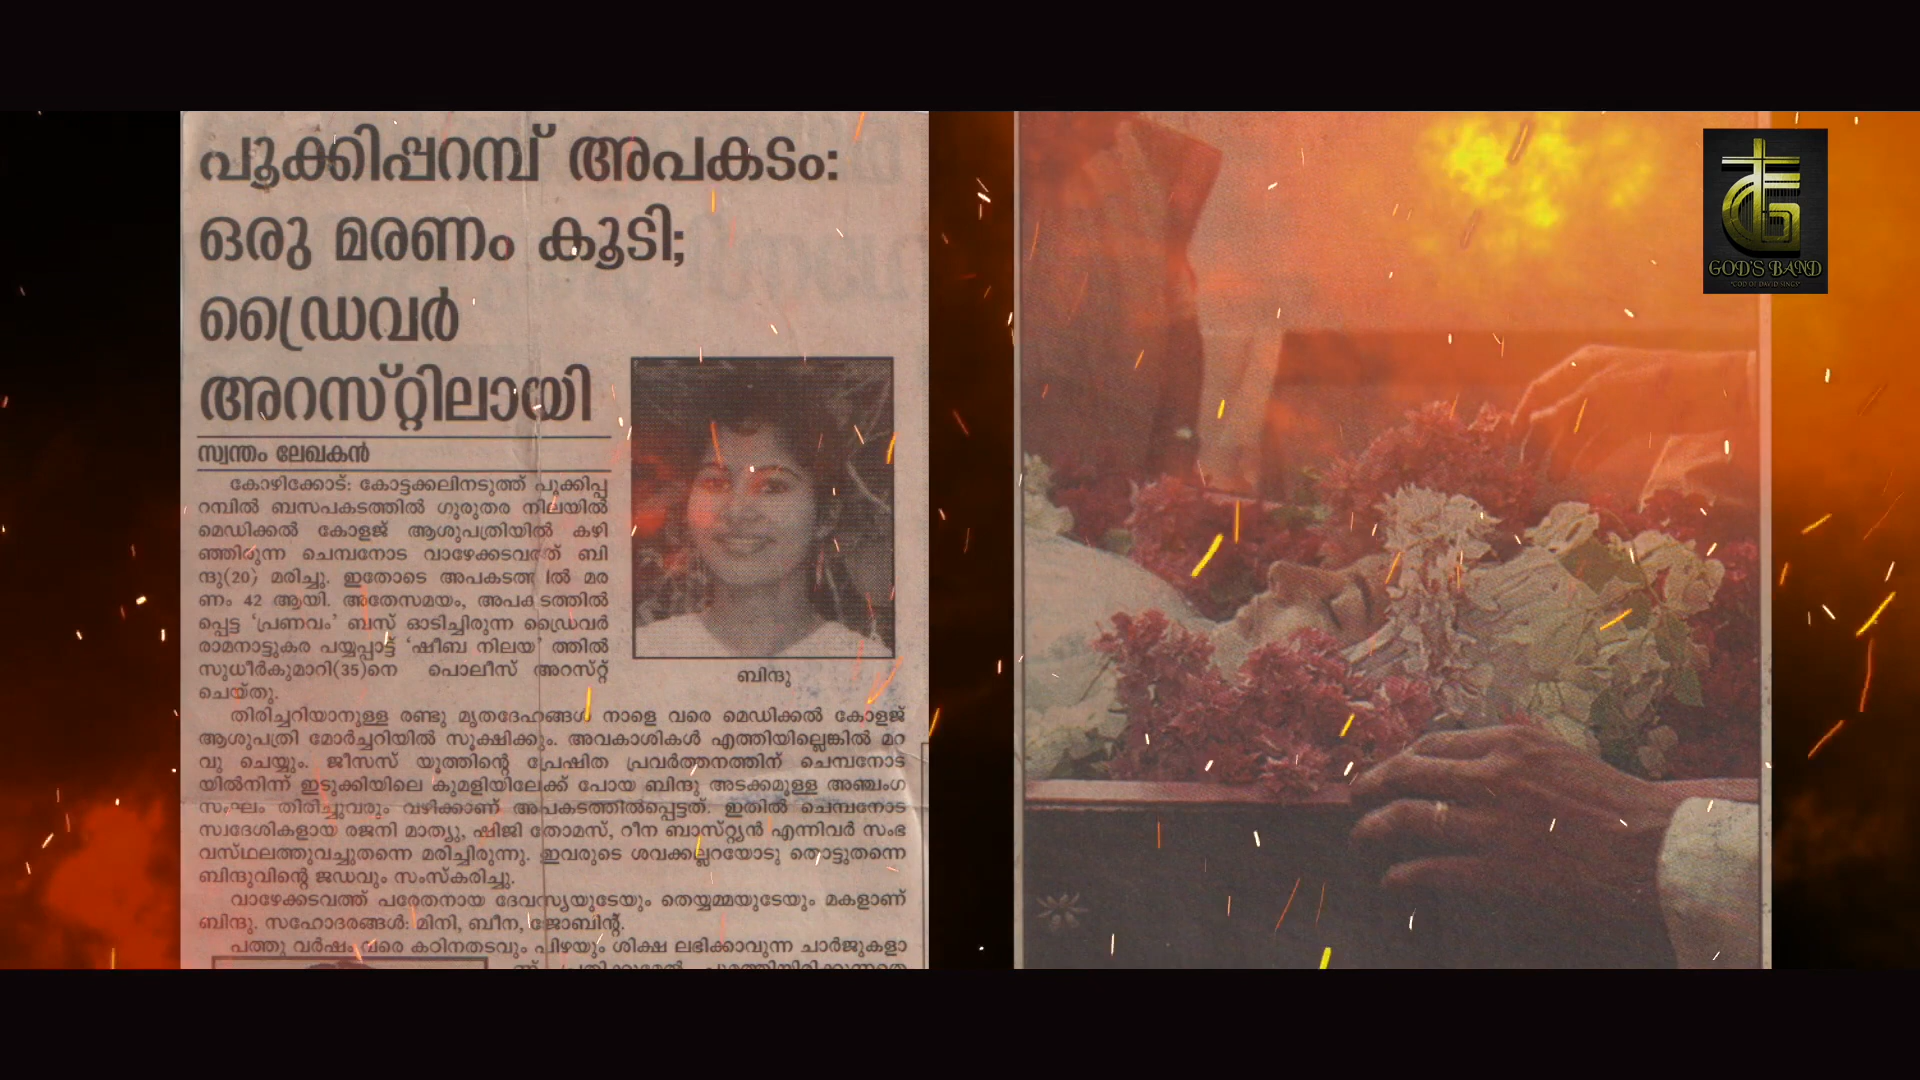 പൂക്കിപ്പറമ്പ് അപകടം:
ഒരു മരണം കൂടി;
ഡ്രൈവർ
അറസ്റ്റിലായി
സ്വന്തം ലേഖകൻ
കോഴിക്കോട്: കോട്ടക്കലിനടുത്ത് പൂക്കിപ്പ
റമ്പിൽ ബസപകടത്തിൽ ഗുരുതര നിലയിൽ
മെഡിക്കൽ കോളജ് ആശുപത്രിയിൽ കഴി
ഞ്ഞിരുന്ന ചെമ്പനോട വാഴേക്കടവത്ത് ബി
ന്ദു(20) മരിച്ചു. ഇതോടെ അപകടത്തിൽ മര
ണം 42 ആയി. അതേസമയം, അപകടത്തിൽ
പ്പെട്ട 'പ്രണവം' ബസ് ഓടിച്ചിരുന്ന ഡ്രൈവർ
രാമനാട്ടുകര പയ്യപ്പാട്ട് 'ഷീബ നിലയ' ത്തിൽ
സുധീർകുമാറി(35)നെ പൊലീസ് അറസ്റ്റ്
ചെയ്തു.
ബിന്ദു
തിരിച്ചറിയാനുള്ള രണ്ടു മൃതദേഹങ്ങൾ നാളെ വരെ മെഡിക്കൽ കോളജ്
ആശുപത്രി മോർച്ചറിയിൽ സൂക്ഷിക്കും. അവകാശികൾ എത്തിയില്ലെങ്കിൽ മറ
വു ചെയ്യും. ജീസസ് യൂത്തിന്റെ പ്രേഷിത പ്രവർത്തനത്തിന് ചെമ്പനോട
യിൽനിന്ന് ഇടുക്കിയിലെ കുമളിയിലേക്ക് പോയ ബിന്ദു അടക്കമുള്ള അഞ്ചംഗ
സംഘം തിരിച്ചുവരും വഴിക്കാണ് അപകടത്തിൽപ്പെട്ടത്. ഇതിൽ ചെമ്പനോട
സ്വദേശികളായ രജനി മാത്യു, ഷിജി തോമസ്, റീന ബാസ്റ്റ്യൻ എന്നിവർ സംഭ
വസ്ഥലത്തുവച്ചുതന്നെ മരിച്ചിരുന്നു. ഇവരുടെ ശവക്കല്ലറയോടു തൊട്ടുതന്നെ
ബിന്ദുവിന്റെ ജഡവും സംസ്കരിച്ചു.
വാഴേക്കടവത്ത് പരേതനായ ദേവസ്യയുടേയും തെയ്യമ്മയുടേയും മകളാണ്
ബിന്ദു. സഹോദരങ്ങൾ: മിനി, ബീന, ജോബിന്റ്.
പത്തു വർഷം വരെ കഠിനതടവും പിഴയും ശിക്ഷ ലഭിക്കാവുന്ന ചാർജുകളാ
GOD'S BAND
"GOD OF DAVID SINGS"